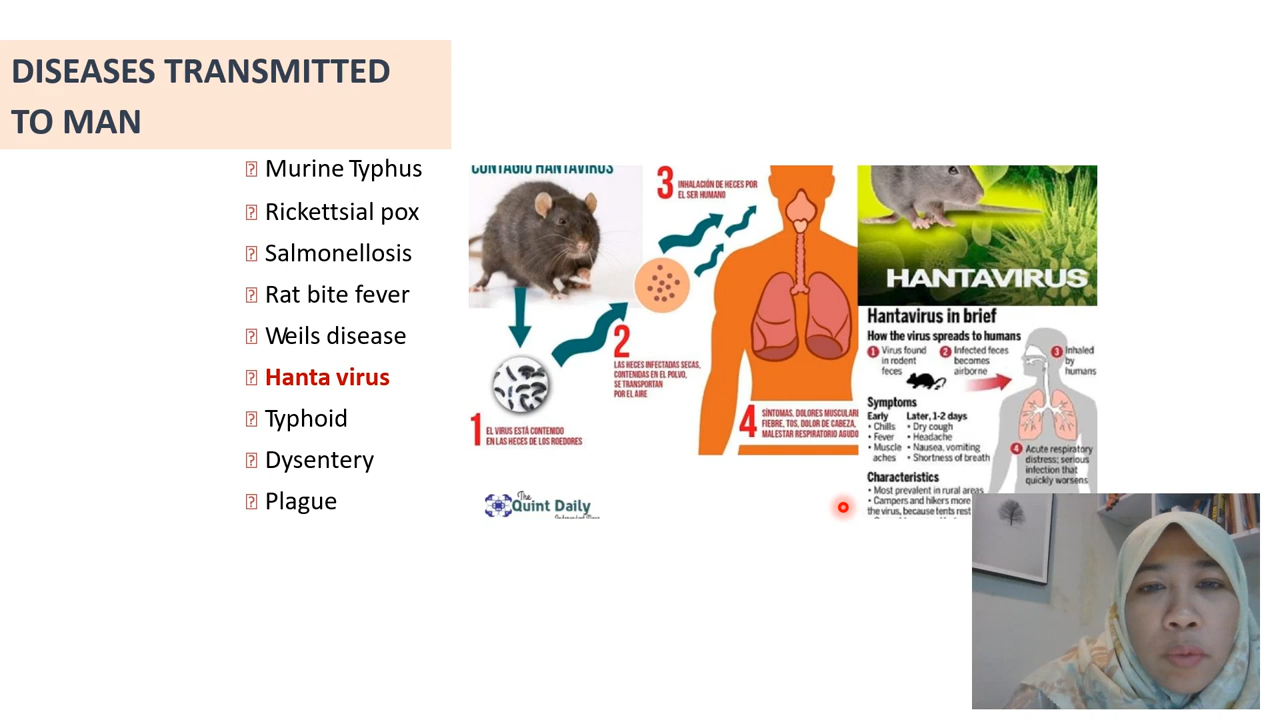 DISEASES TRANSMITTED
TO MAN
Murine Typhus
Rickettsial pox
Salmonellosis
Rat bite fever
Weils disease
Hanta virus
Typhoid
Dysentery
Plague
CONTAGIO HANTAVIRUS
1
EL VIRUS ESTÁ CONTENIDO
EN LAS HECES DE LOS ROEDORES
2
LAS HECES INFECTADAS SECAS,
CONTENIDAS EN EL POLVO,
SE TRANSPORTAN
POR EL AIRE
3
INHALACIÓN DE HECES POR
EL SER HUMANO
4
SÍNTOMAS. DOLORES MUSCULARE
FIEBRE, TOS, DOLOR DE CABEZA,
MALESTAR RESPIRATORIO AGUDO
The
Quint Daily
HANTAVIRUS
Hantavirus in brief
How the virus spreads to humans
1 Virus found
in rodent
feces
2 Infected feces
becomes
airborne
3 Inhaled
by
humans
Symptoms
Early
• Chills
• Fever
• Muscle
aches
Later, 1-2 days
• Dry cough
• Headache
• Nausea, vomiting
• Shortness of breath
4 Acute respiratory
distress; serious
infection that
quickly worsens
Characteristics
• Most prevalent in rural areas
• Campers and hikers more
the virus, because tents rest